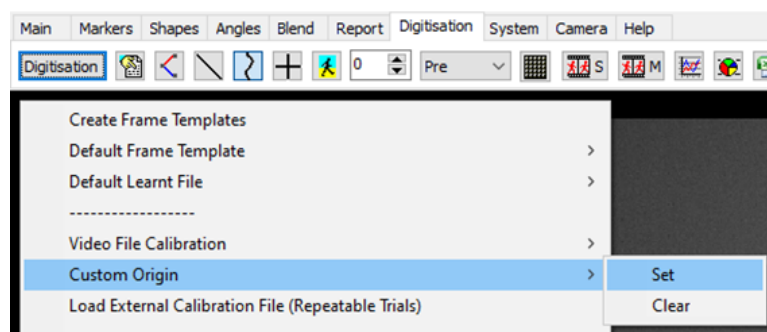 Main Markers Shapes Angles Blend Report Digitisation System Camera Help
Digitisation 0 Pre S M
Create Frame Templates
Default Frame Template >
Default Learnt File >
------------------
Video File Calibration >
Custom Origin > Set
Clear
Load External Calibration File (Repeatable Trials)